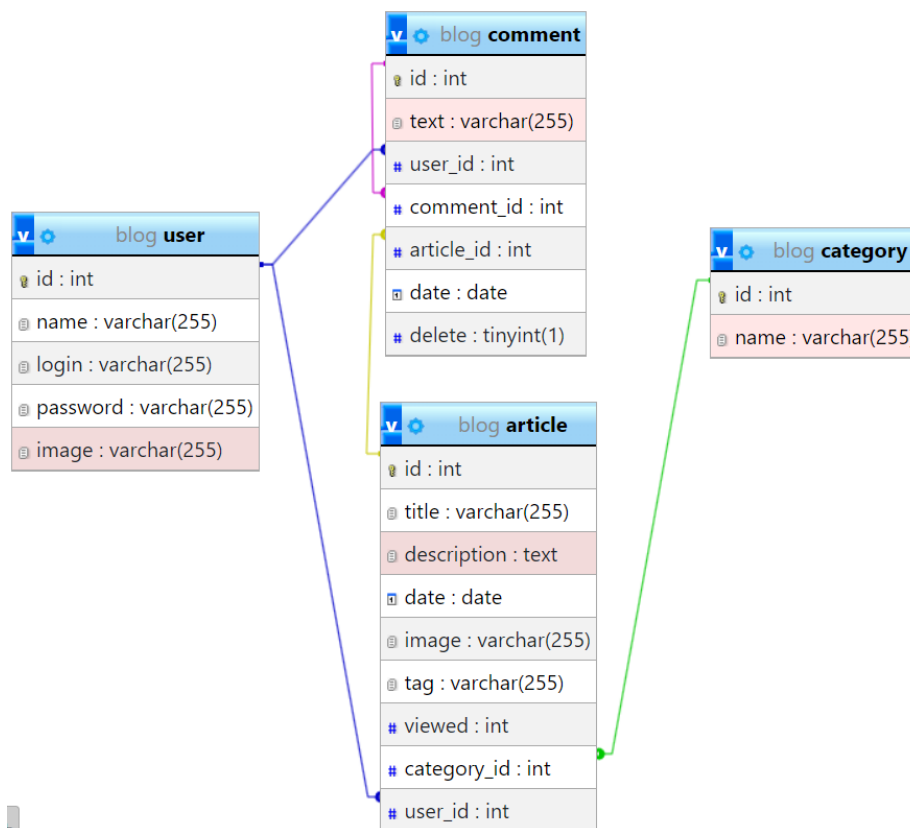 v blog comment
id : int
text : varchar(255)
user_id : int
comment_id : int
article_id : int
date : date
delete : tinyint(1)
v blog user
id : int
name : varchar(255)
login : varchar(255)
password : varchar(255)
image : varchar(255)
v blog category
id : int
name : varchar(255
v blog article
id : int
title : varchar(255)
description : text
date : date
image : varchar(255)
tag : varchar(255)
viewed : int
category_id : int
user_id : int